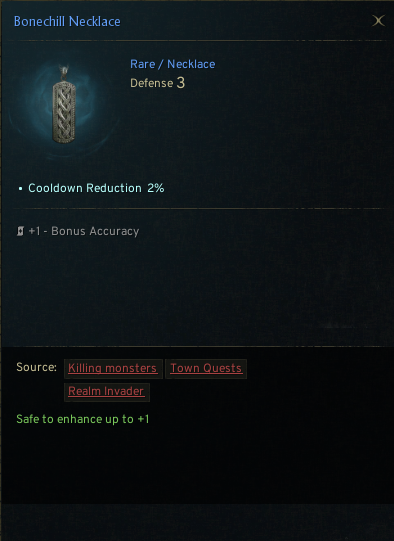 Bonechill Necklace
Rare / Necklace
Defense 3
• Cooldown Reduction 2%
+1 - Bonus Accuracy
Source: Killing monsters Town Quests
Realm Invader
Safe to enhance up to +1